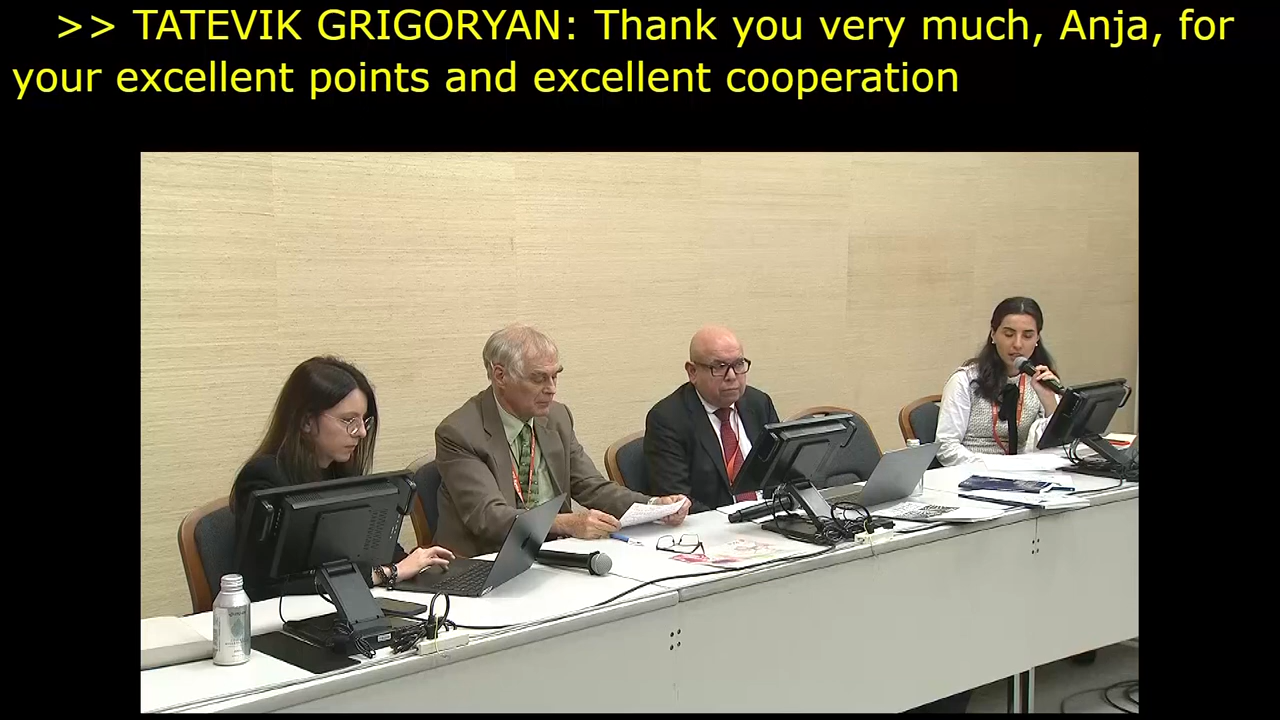 >> TATEVIK GRIGORYAN: Thank you very much, Anja, for
your excellent points and excellent cooperation